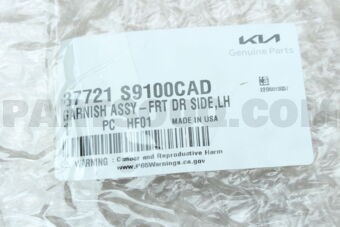 KIA
Genuine Parts
87721 S9100CAD
GARNISH ASSY-FRT DR SIDE,LH
PC HF01 MADE IN USA
WARNING : Cancer and Reproductive Harm
www.P65Warnings.ca.gov